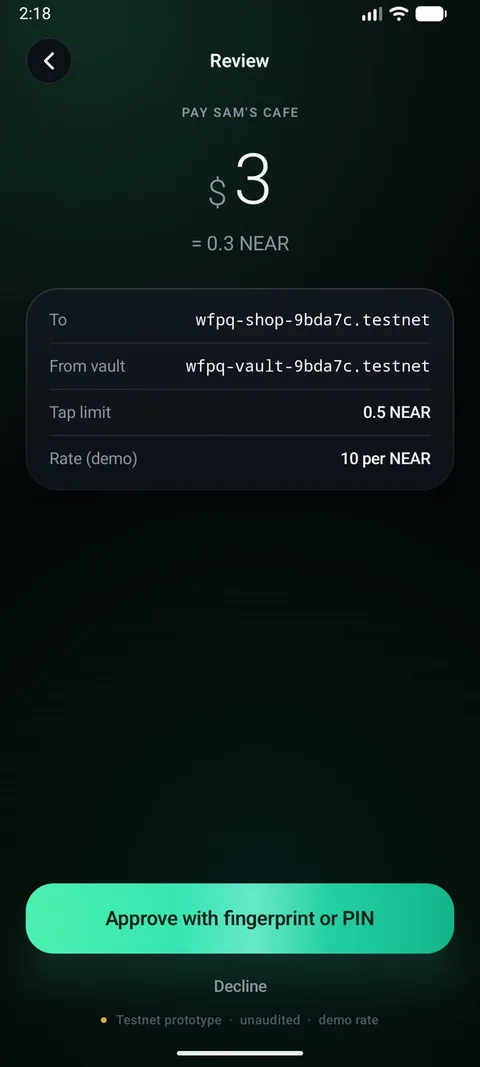 2:18
Review
PAY SAM'S CAFE
$3
= 0.3 NEAR
To wfpq-shop-9bda7c.testnet
From vault wfpq-vault-9bda7c.testnet
Tap limit 0.5 NEAR
Rate (demo) 10 per NEAR
Approve with fingerprint or PIN
Decline
Testnet prototype · unaudited · demo rate